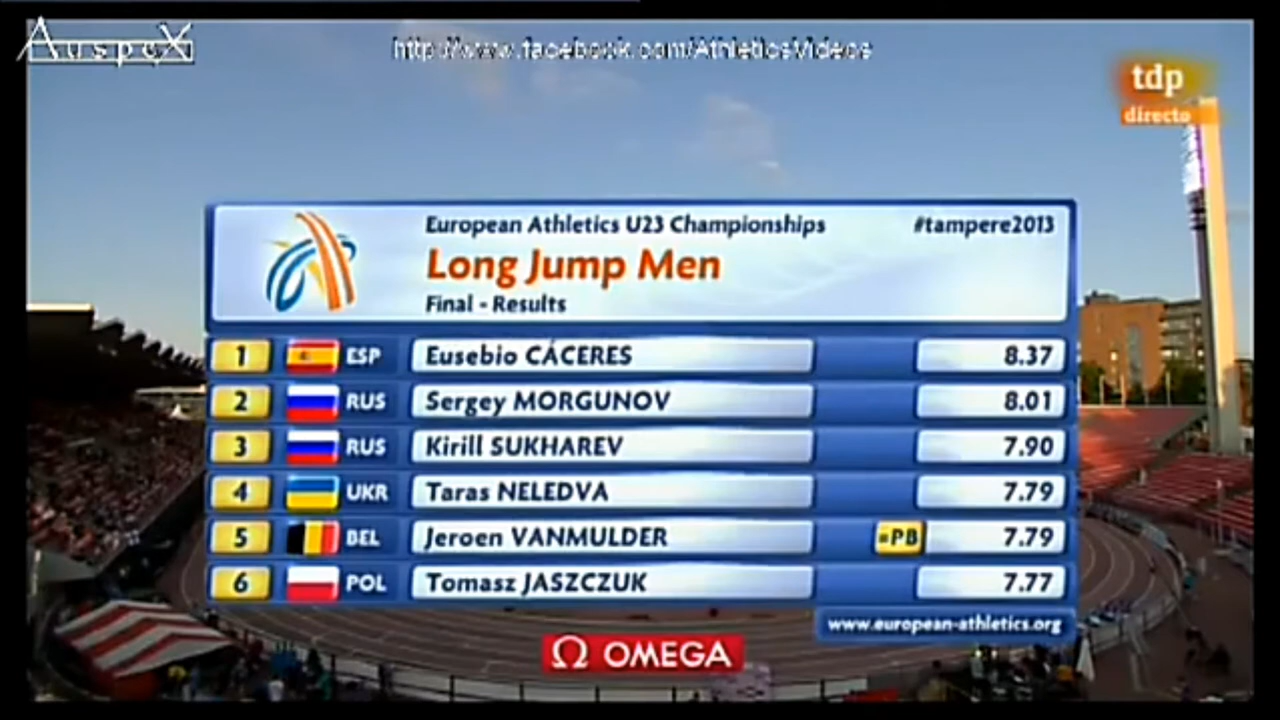 AuspeX
http://www.facebook.com/AthleticsVideos
tdp
directo
European Athletics U23 Championships #tampere2013
Long Jump Men
Final - Results
1 ESP Eusebio CÁCERES 8.37
2 RUS Sergey MORGUNOV 8.01
3 RUS Kirill SUKHAREV 7.90
4 UKR Taras NELEDVA 7.79
5 BEL Jeroen VANMULDER =PB 7.79
6 POL Tomasz JASZCZUK 7.77
www.european-athletics.org
Ω OMEGA